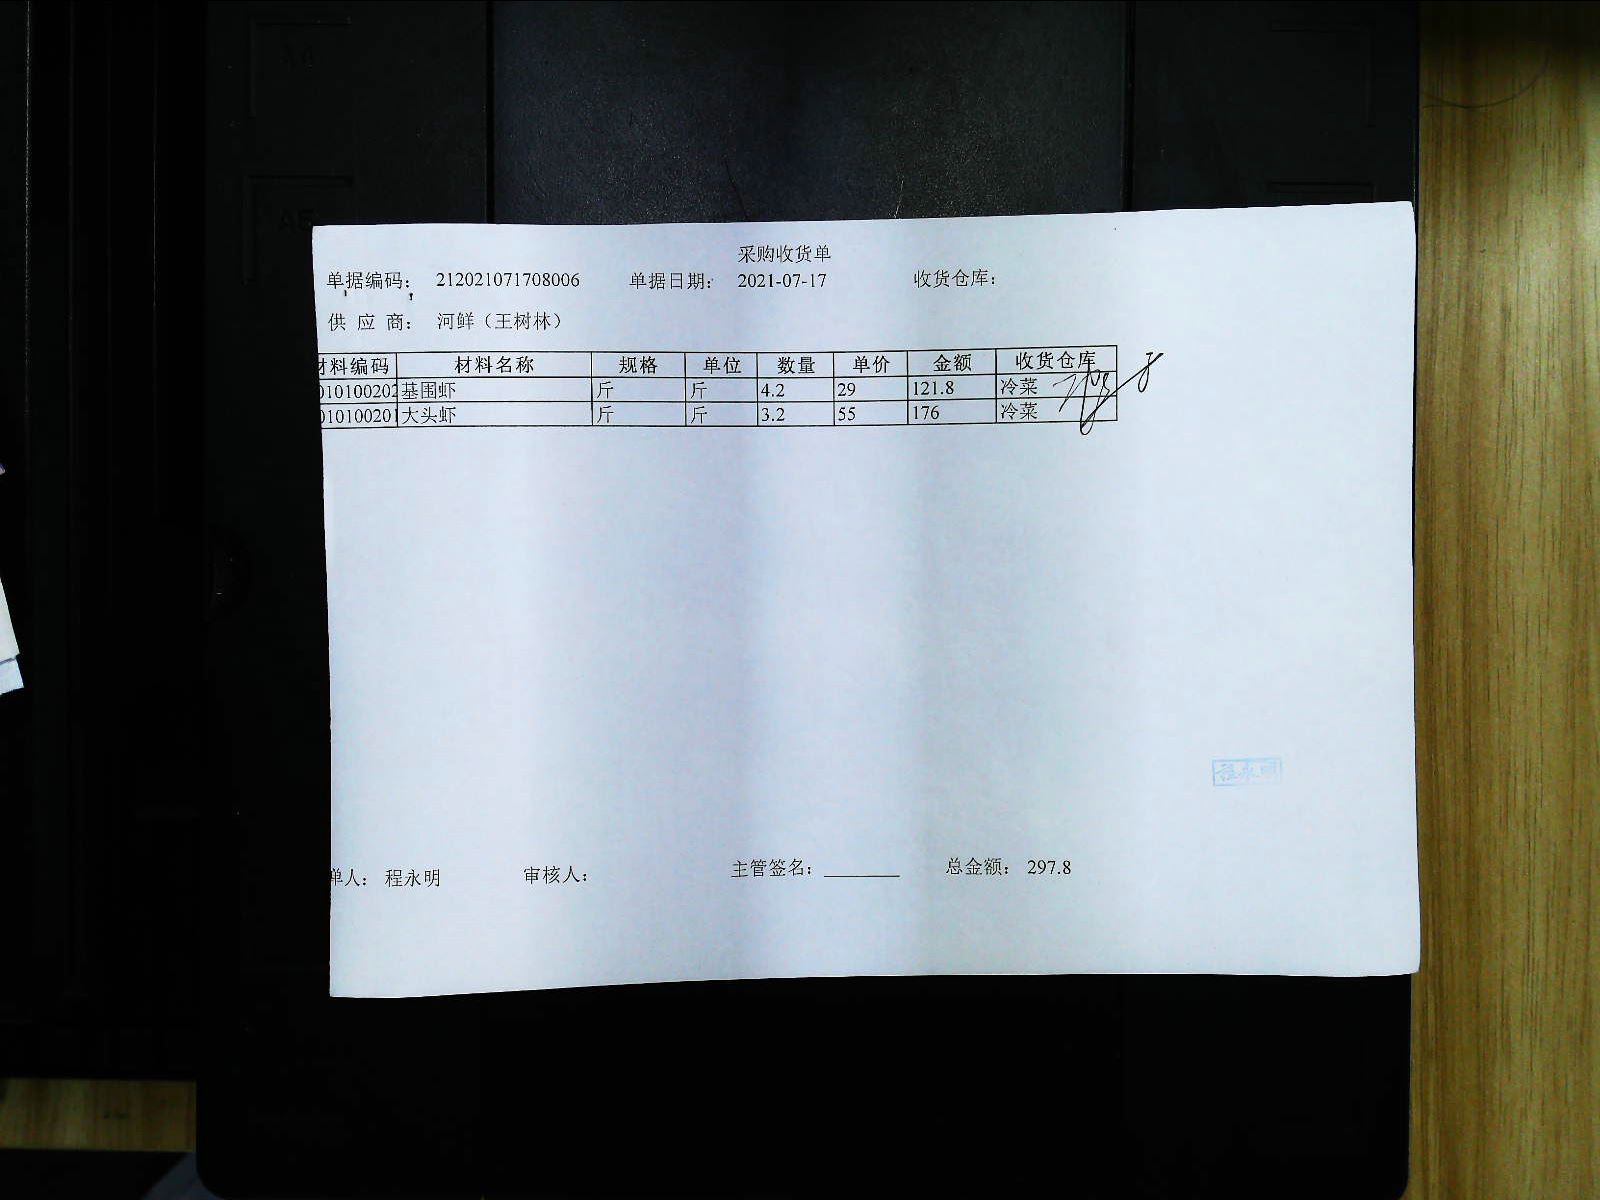 采购收货单
单据编码： 212021071708006 单据日期： 2021-07-17 收货仓库：
供 应 商： 河鲜（王树林）
材料编码 材料名称 规格 单位 数量 单价 金额 收货仓库
010100202 基围虾 斤 斤 4.2 29 121.8 冷菜
010100201 大头虾 斤 斤 3.2 55 176 冷菜
程永明
单人： 程永明 审核人： 主管签名： 总金额： 297.8